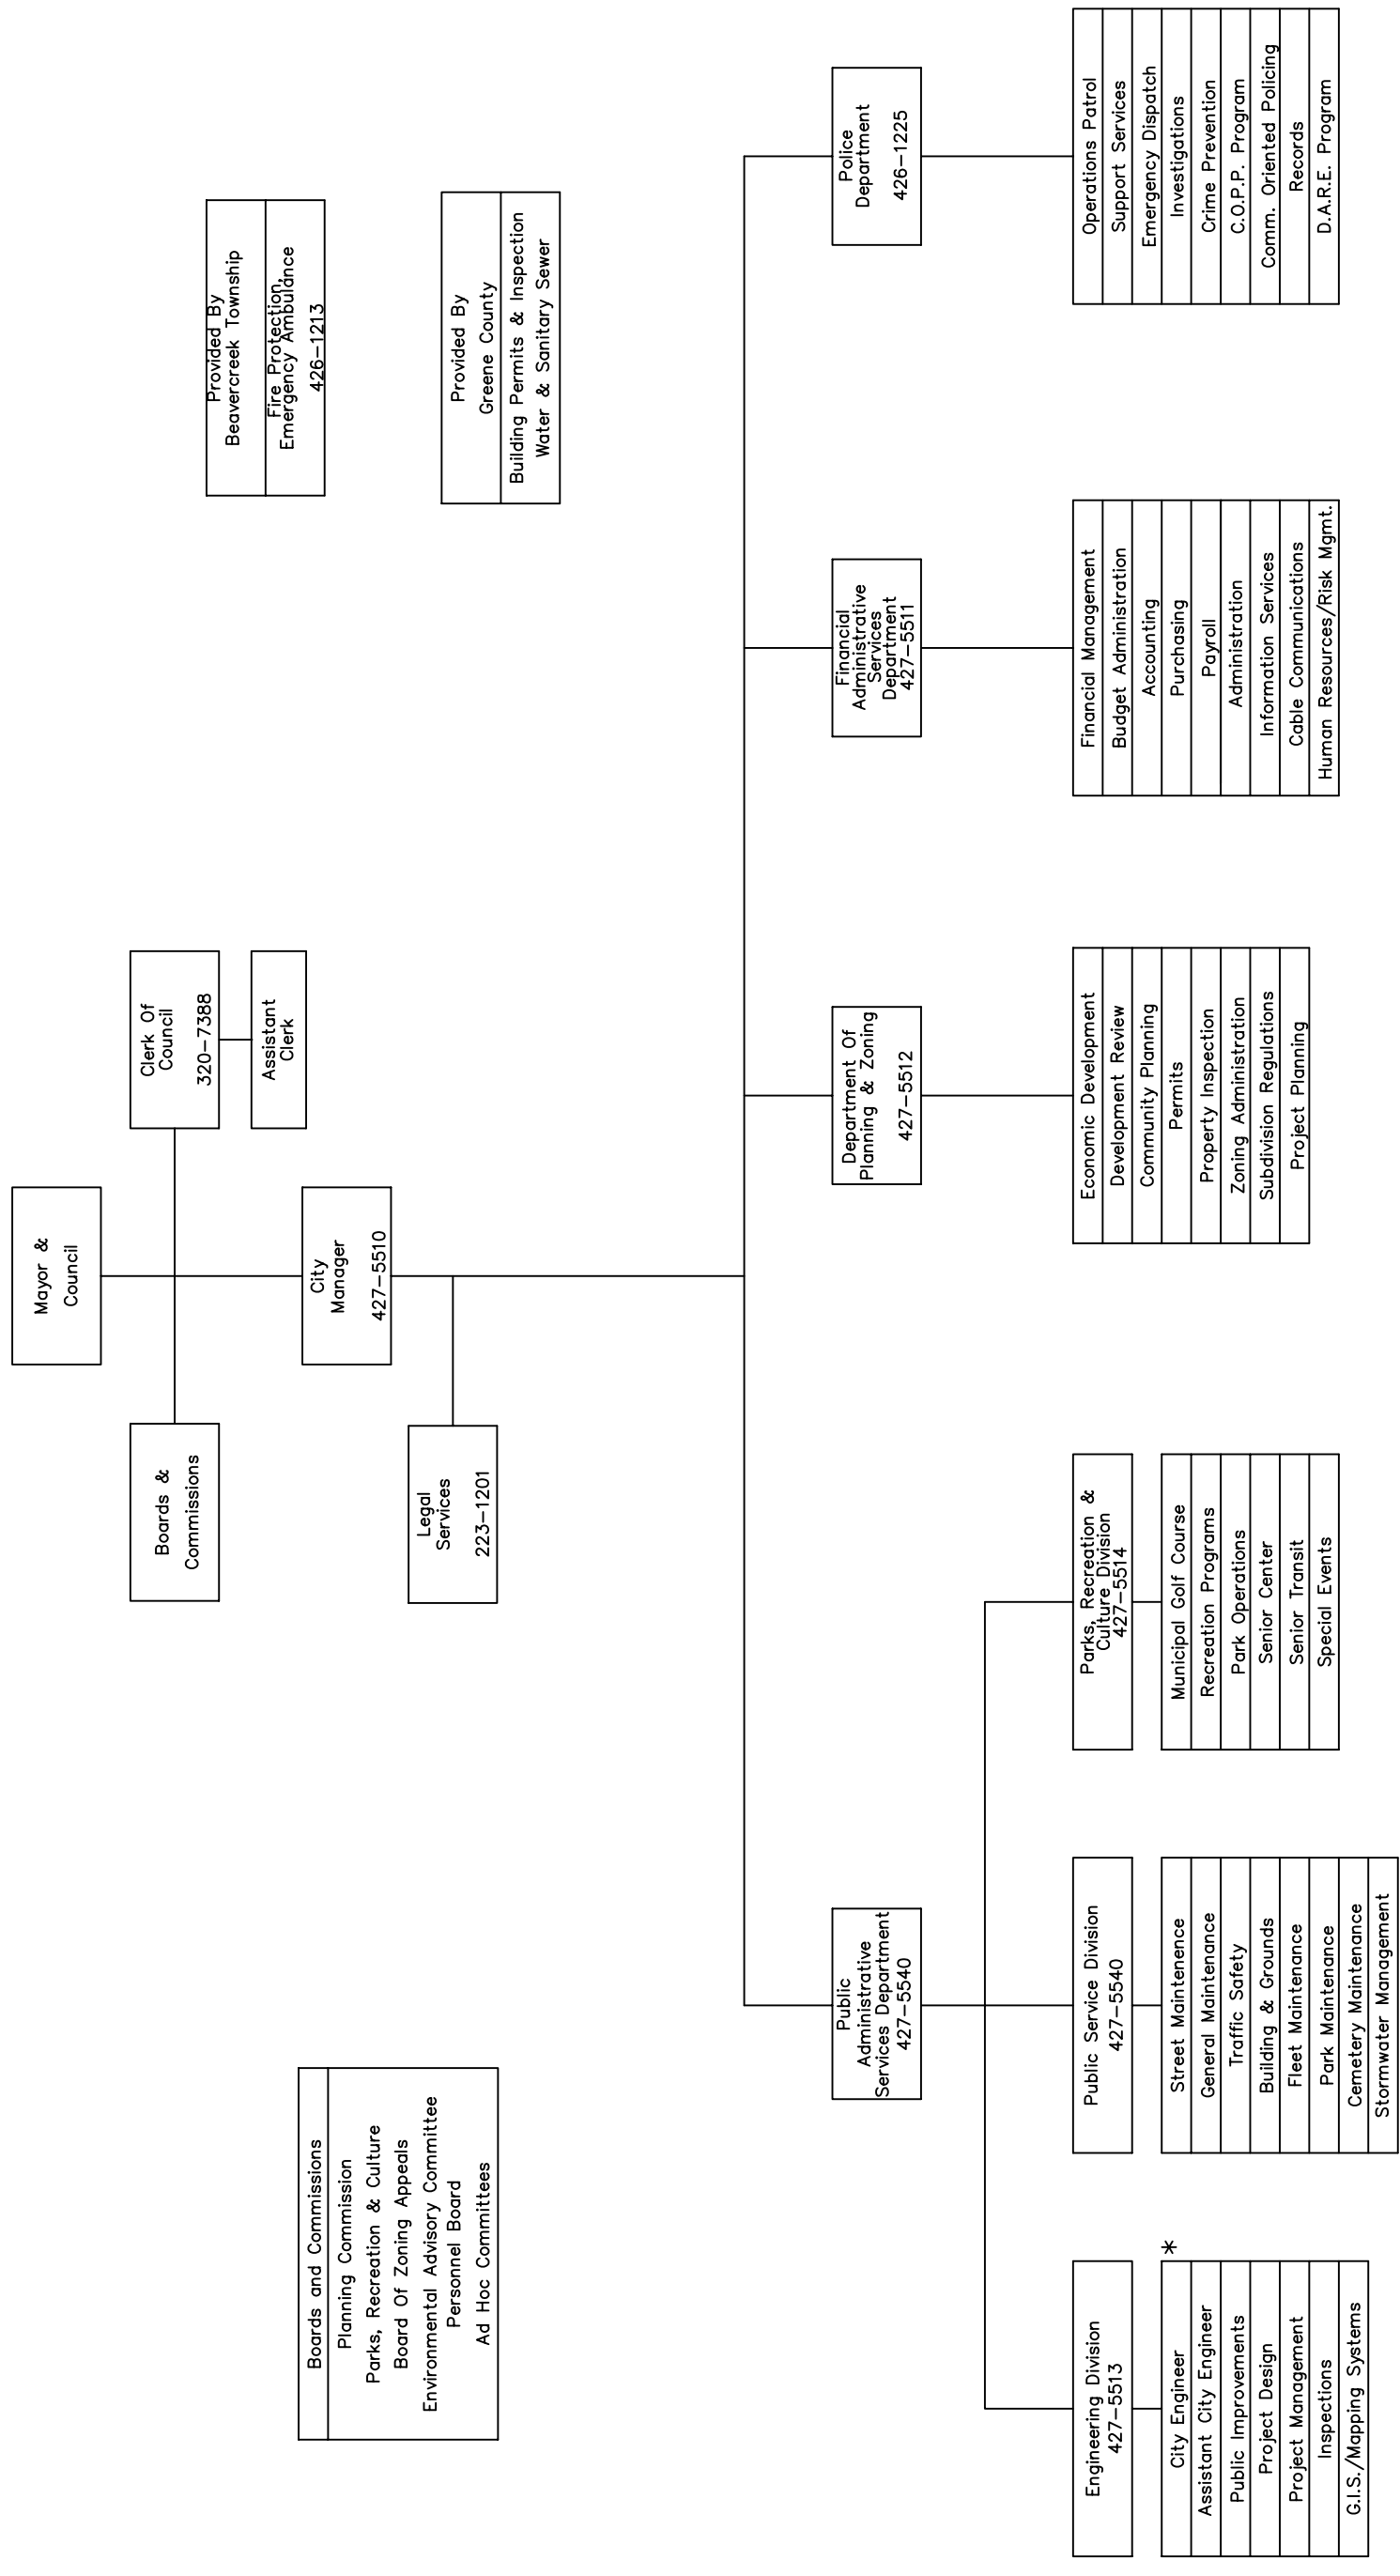 Mayor &
Council
Boards &
Commissions
Clerk Of
Council
320-7388
Assistant
Clerk
City
Manager
427-5510
Legal
Services
223-1201
Boards and Commissions
Planning Commission
Parks, Recreation & Culture
Board Of Zoning Appeals
Environmental Advisory Committee
Personnel Board
Ad Hoc Committees
Provided By
Beavercreek Township
Fire Protection,
Emergency Ambulance
426-1213
Provided By
Greene County
Building Permits & Inspection
Water & Sanitary Sewer
Public
Administrative
Services Department
427-5540
Department Of
Planning & Zoning
427-5512
Financial
Administrative
Services
Department
427-5511
Police
Department
426-1225
Engineering Division
427-5513
*
City Engineer
Assistant City Engineer
Public Improvements
Project Design
Project Management
Inspections
G.I.S./Mapping Systems
Public Service Division
427-5540
Street Maintenence
General Maintenance
Traffic Safety
Building & Grounds
Fleet Maintenance
Park Maintenance
Cemetery Maintenance
Stormwater Management
Parks, Recreation &
Culture Division
427-5514
Municipal Golf Course
Recreation Programs
Park Operations
Senior Center
Senior Transit
Special Events
Economic Development
Development Review
Community Planning
Permits
Property Inspection
Zoning Administration
Subdivision Regulations
Project Planning
Financial Management
Budget Administration
Accounting
Purchasing
Payroll
Administration
Information Services
Cable Communications
Human Resources/Risk Mgmt.
Operations Patrol
Support Services
Emergency Dispatch
Investigations
Crime Prevention
C.O.P.P. Program
Comm. Oriented Policing
Records
D.A.R.E. Program